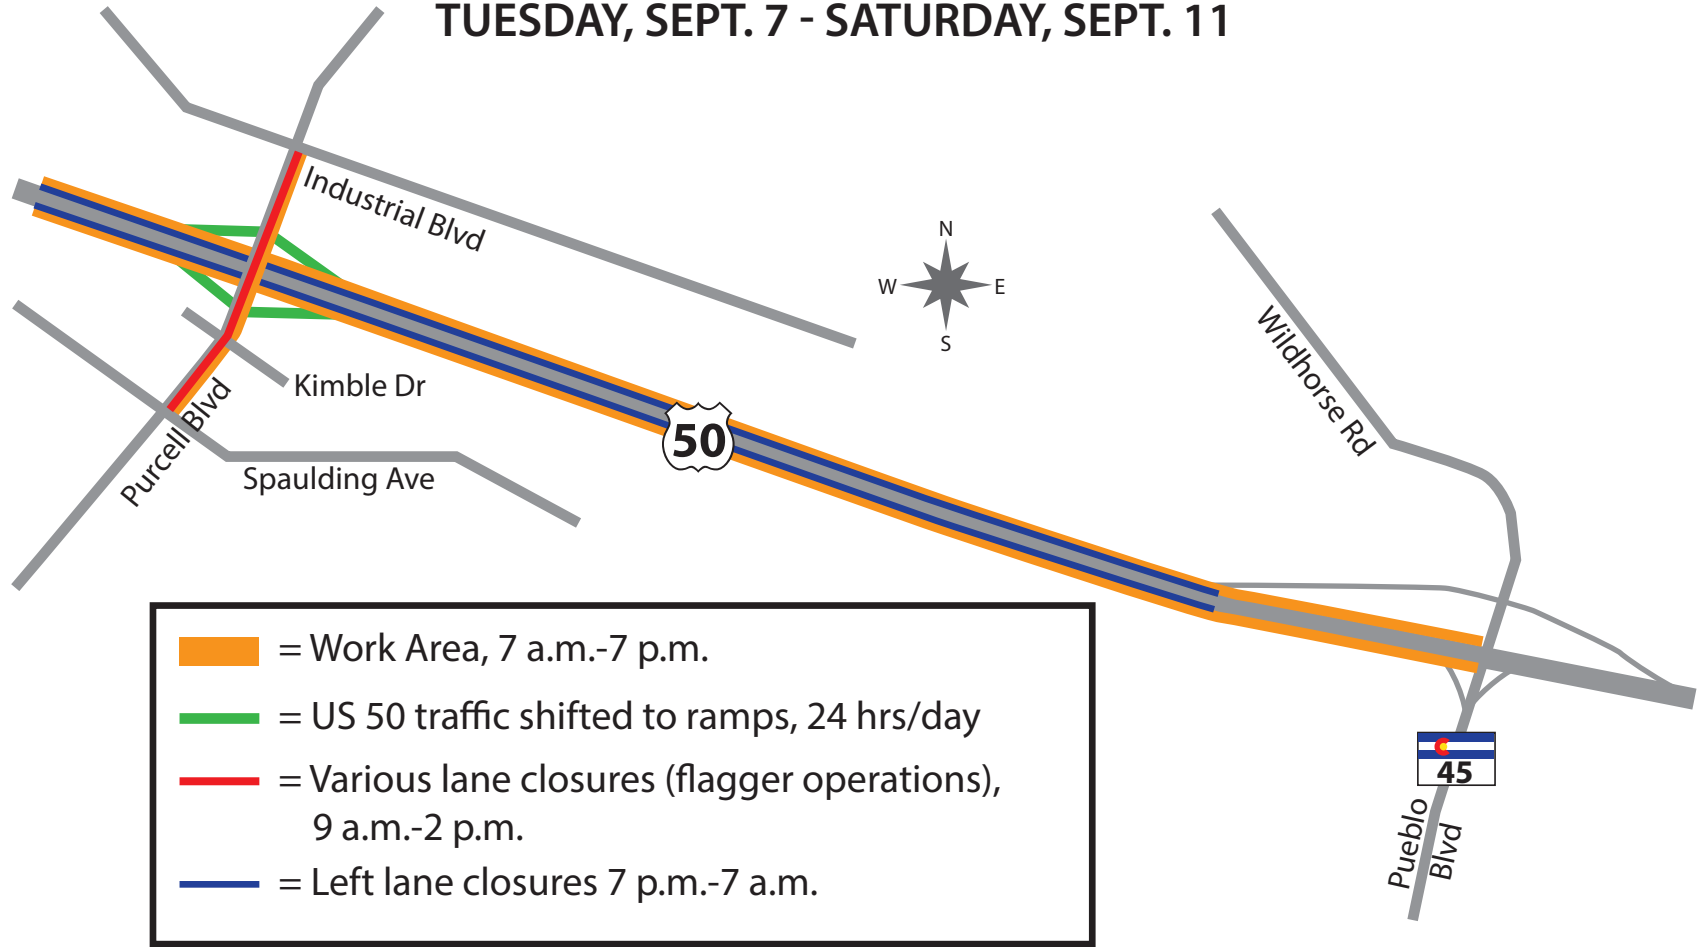 TUESDAY, SEPT. 7 - SATURDAY, SEPT. 11
Industrial Blvd
N
W
E
S
Wildhorse Rd
Kimble Dr
Purcell Blvd
50
Spaulding Ave
= Work Area, 7 a.m.-7 p.m.
= US 50 traffic shifted to ramps, 24 hrs/day
= Various lane closures (flagger operations),
9 a.m.-2 p.m.
= Left lane closures 7 p.m.-7 a.m.
45
Pueblo
Blvd